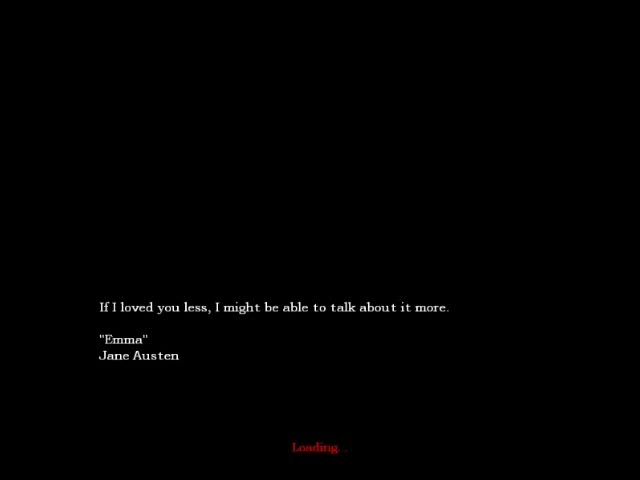 If I loved you less, I might be able to talk about it more.
"Emma"
Jane Austen
Loading...